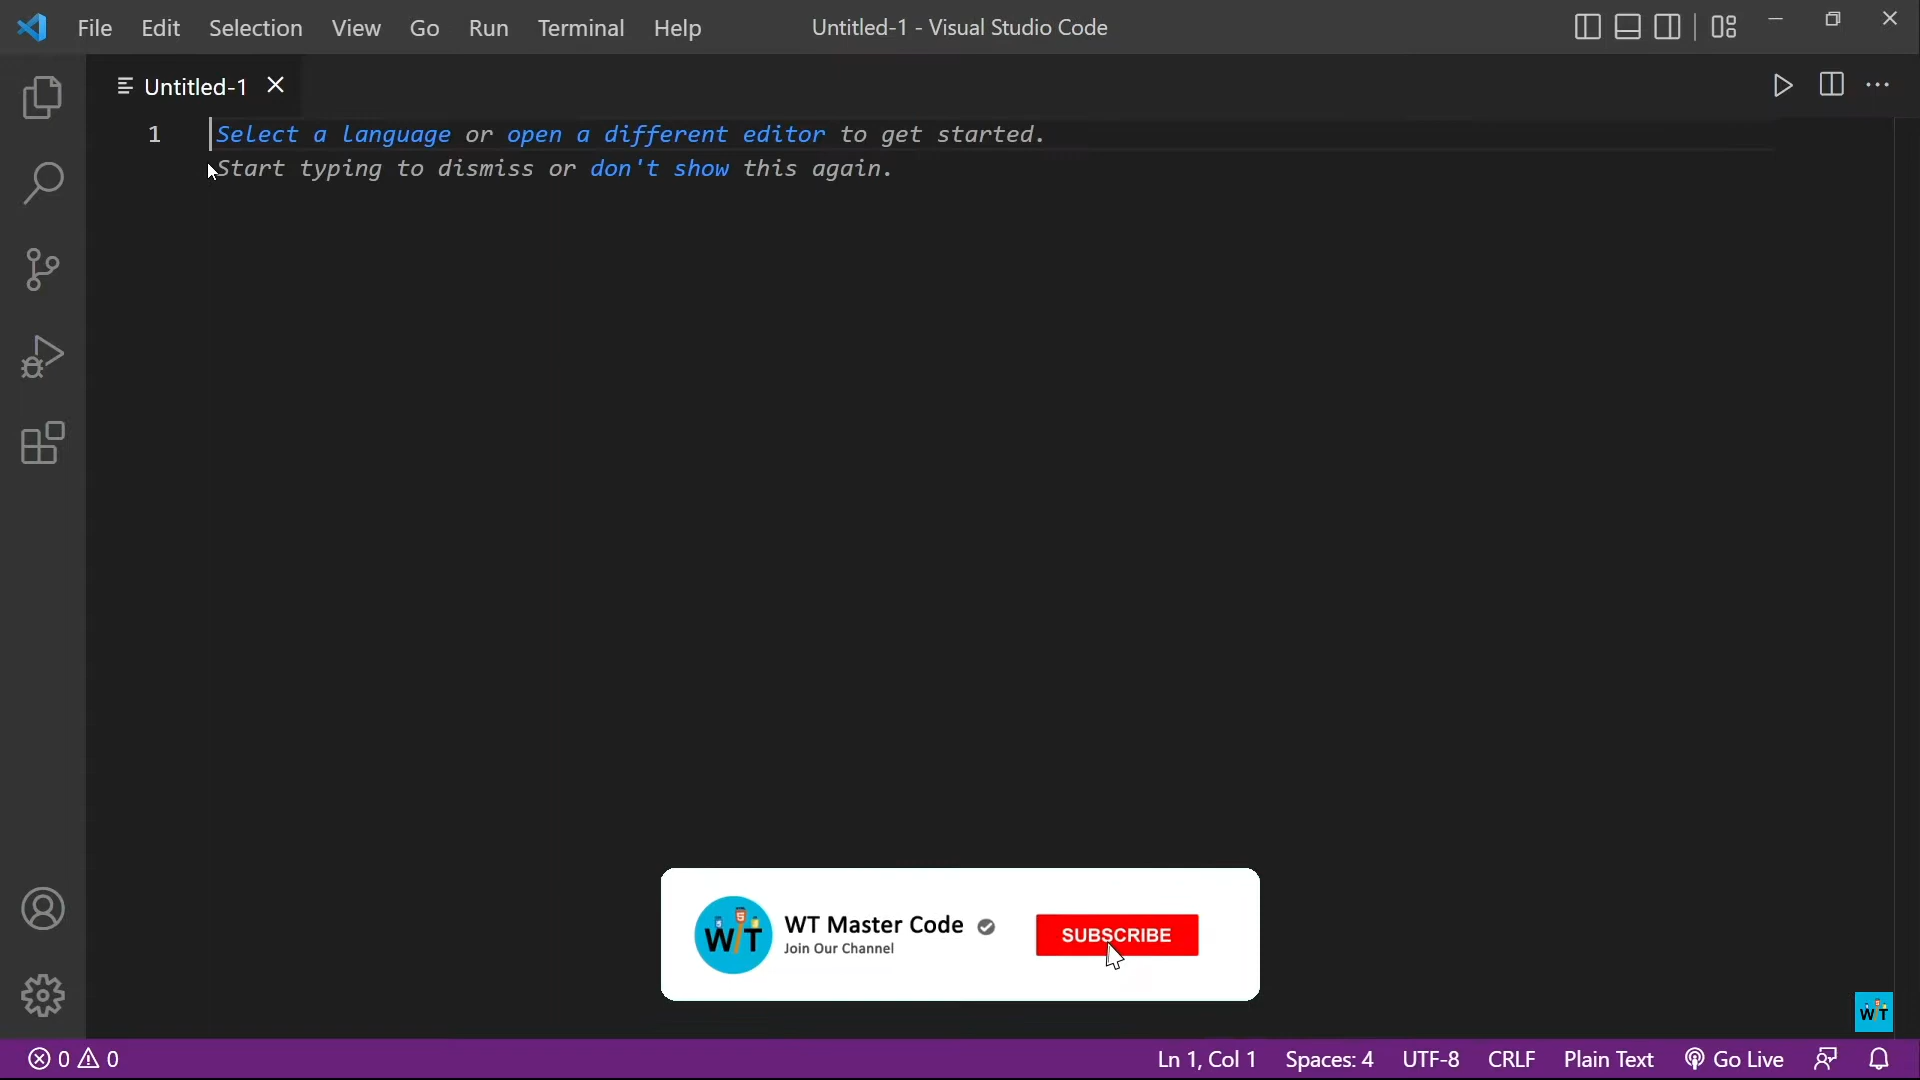 File Edit Selection View Go Run Terminal Help Untitled-1 - Visual Studio Code
Untitled-1
1 Select a language or open a different editor to get started.
Start typing to dismiss or don't show this again.
WT
WT Master Code
Join Our Channel
SUBSCRIBE
WT
0 0 Ln 1, Col 1 Spaces: 4 UTF-8 CRLF Plain Text Go Live